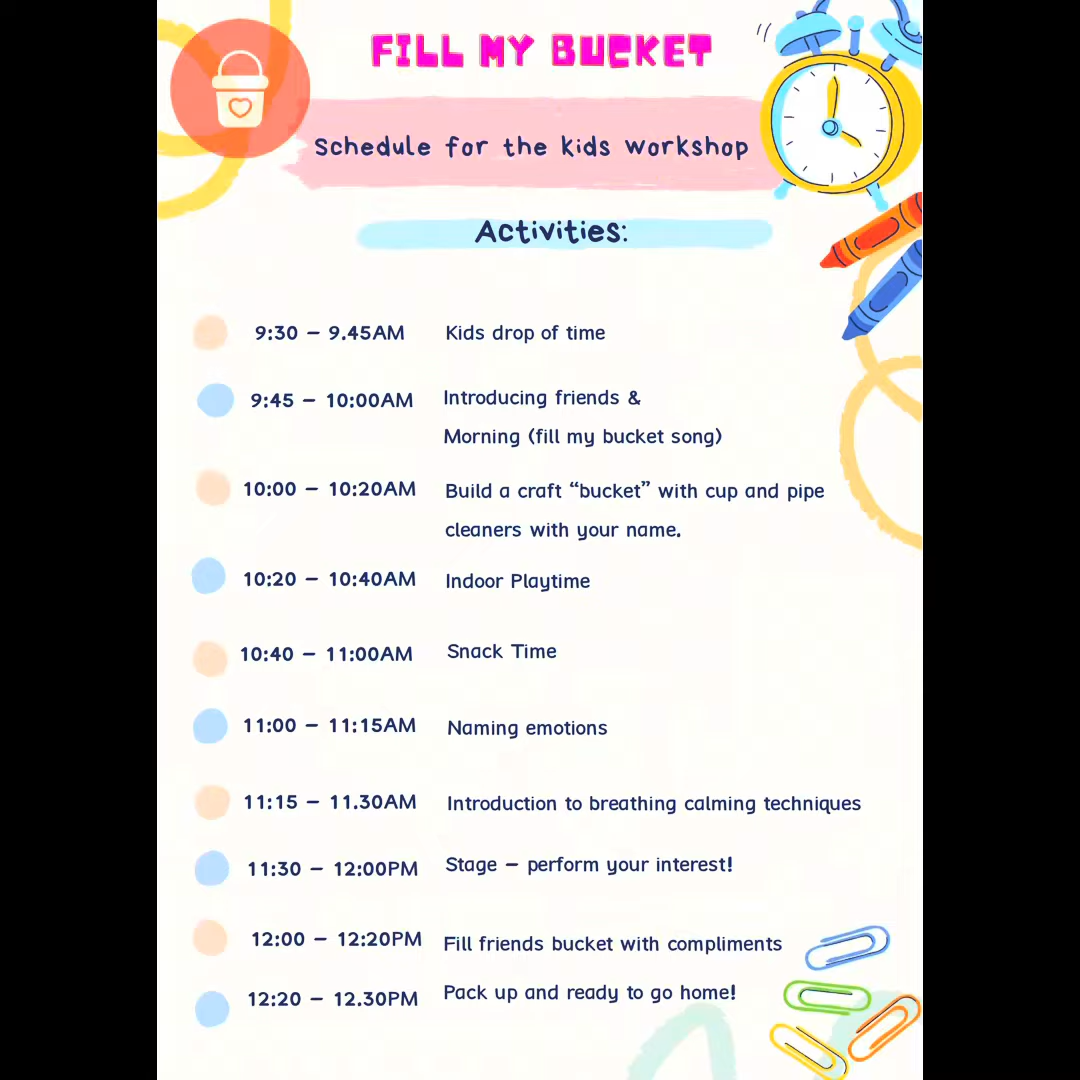 FILL MY BUCKET
Schedule for the kids workshop
Activities:
9:30 – 9.45AM Kids drop of time
9:45 – 10:00AM Introducing friends &
Morning (fill my bucket song)
10:00 – 10:20AM Build a craft “bucket” with cup and pipe
cleaners with your name.
10:20 – 10:40AM Indoor Playtime
10:40 – 11:00AM Snack Time
11:00 – 11:15AM Naming emotions
11:15 – 11.30AM Introduction to breathing calming techniques
11:30 – 12:00PM Stage – perform your interest!
12:00 – 12:20PM Fill friends bucket with compliments
12:20 – 12.30PM Pack up and ready to go home!